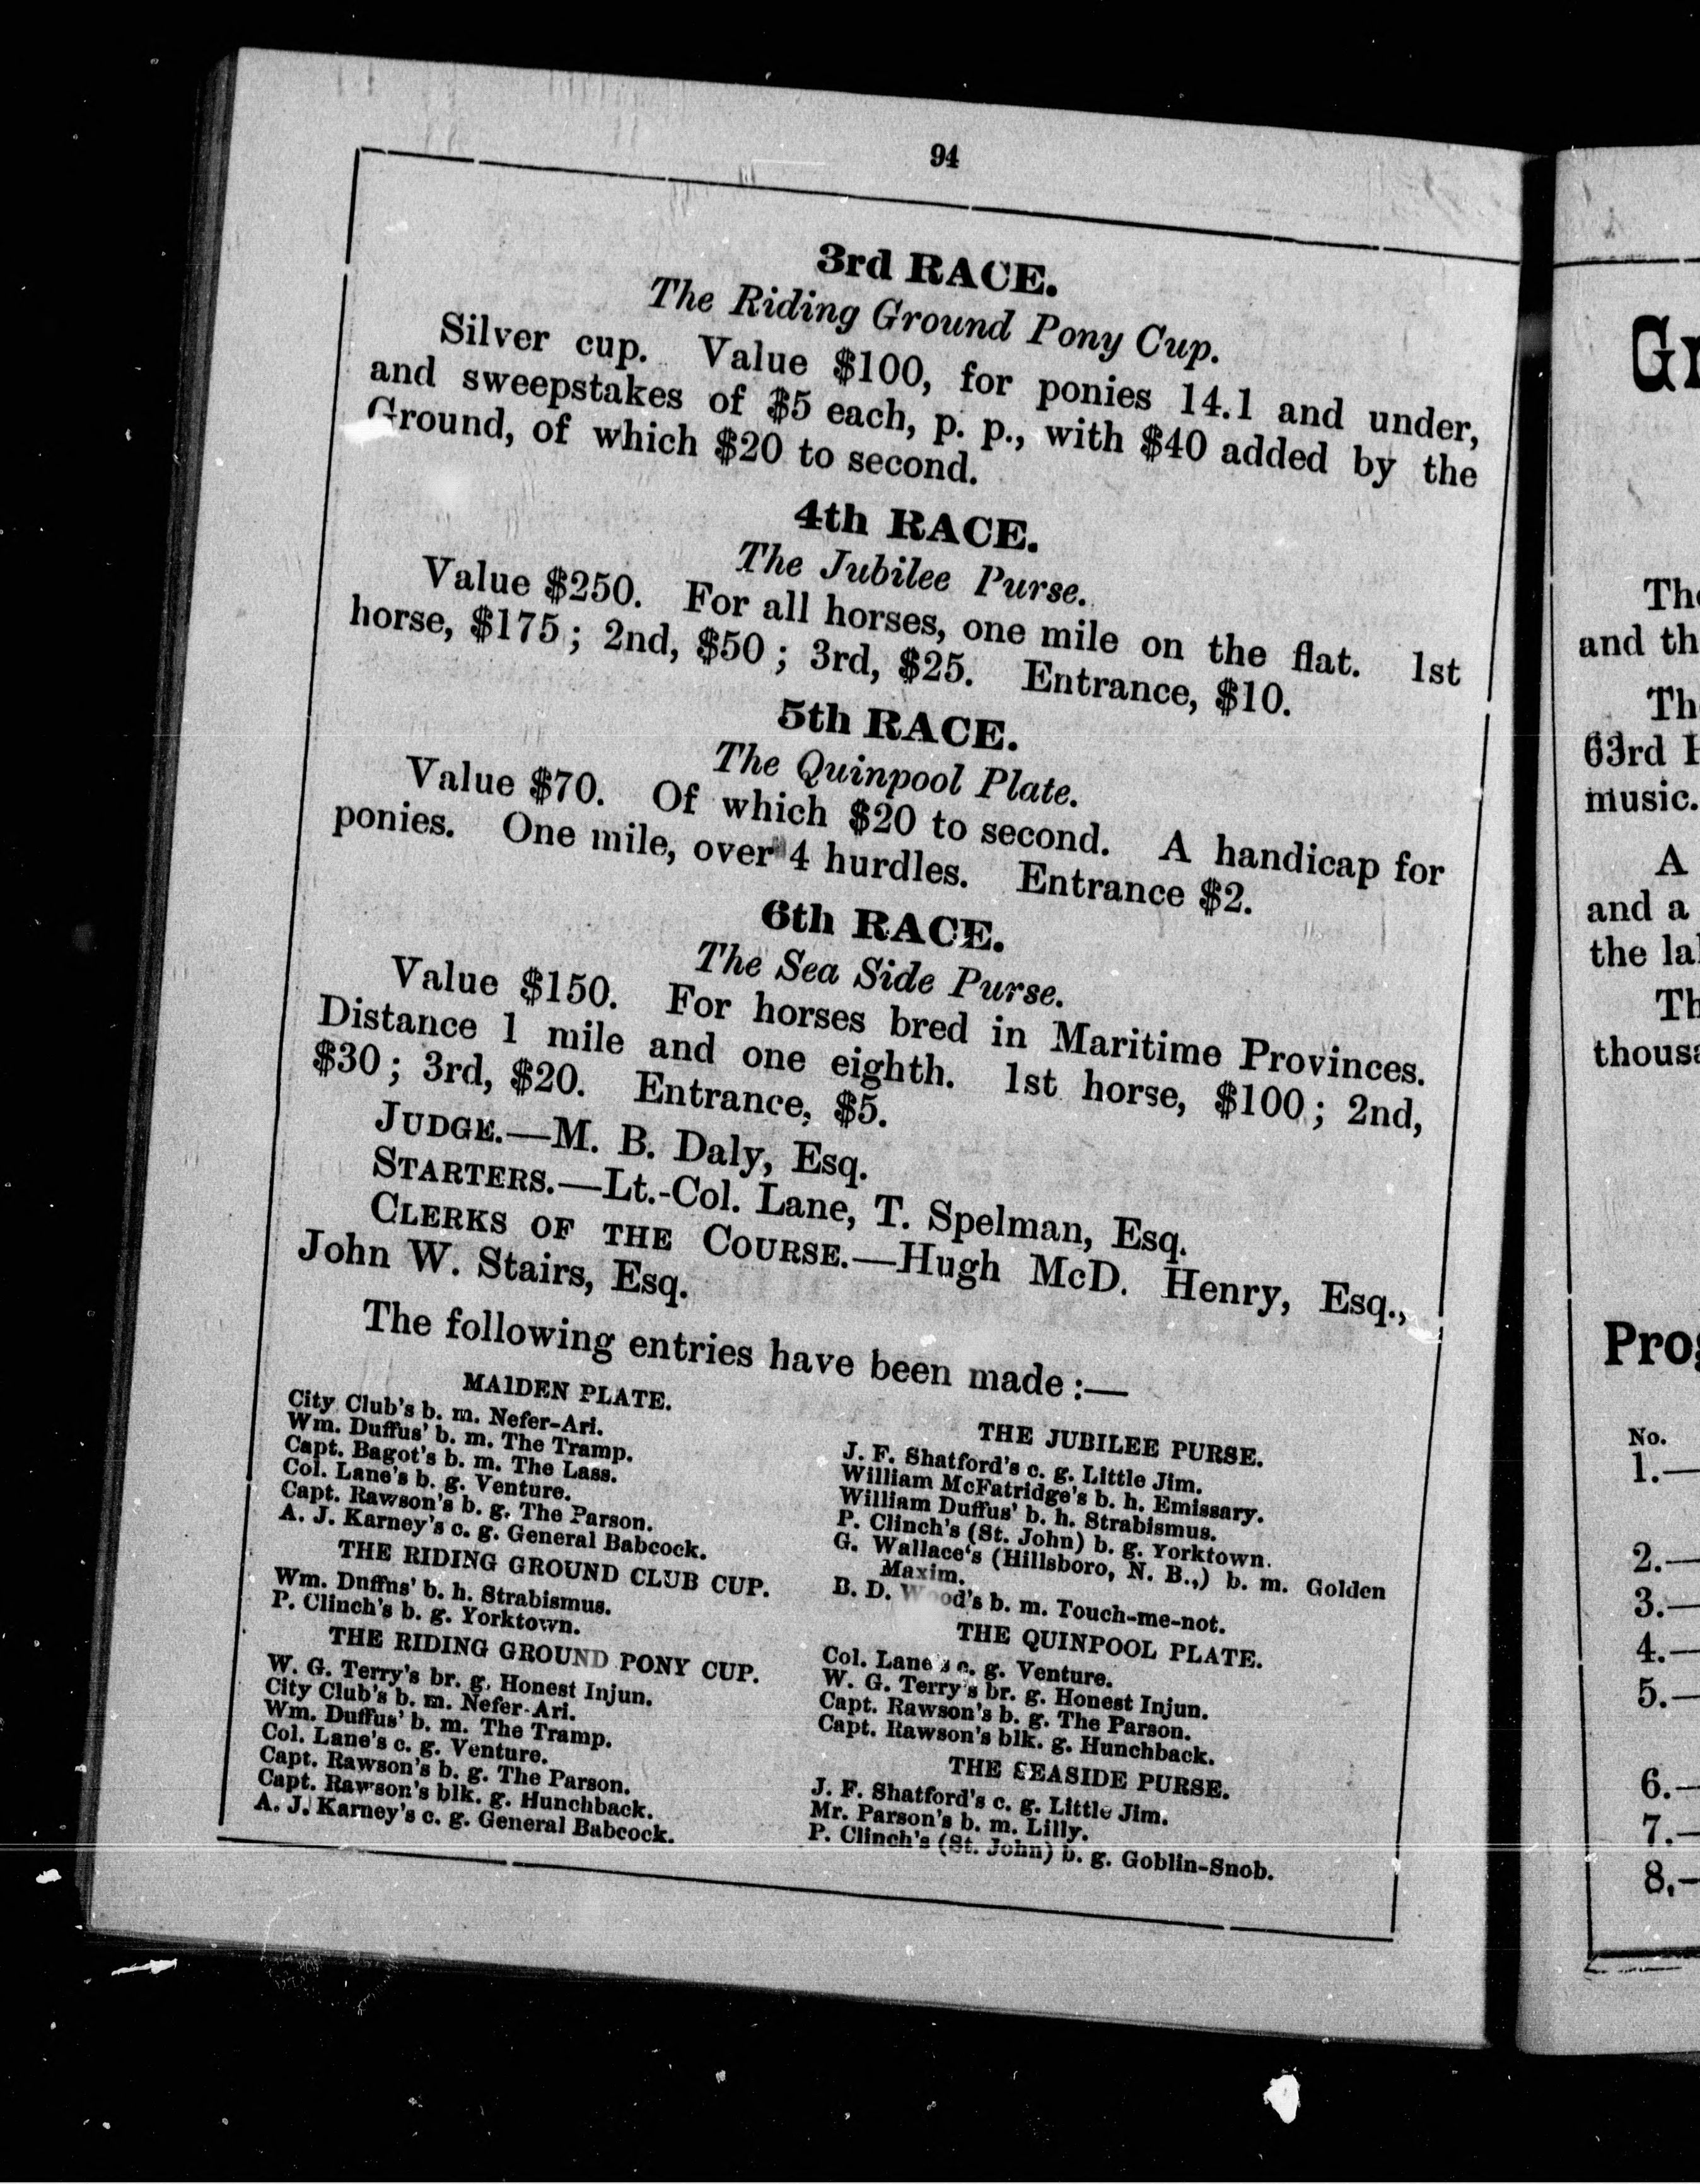 94
3rd RACE.
The Riding Ground Pony Cup.
Silver cup. Value $100, for ponies 14.1 and under,
and sweepstakes of $5 each, p. p., with $40 added by the
Ground, of which $20 to second.
4th RACE.
The Jubilee Purse.
Value $250. For all horses, one mile on the flat. 1st
horse, $175; 2nd, $50; 3rd, $25. Entrance, $10.
5th RACE.
The Quinpool Plate.
Value $70. Of which $20 to second. A handicap for
ponies. One mile, over 4 hurdles. Entrance $2.
6th RACE.
The Sea Side Purse.
Value $150. For horses bred in Maritime Provinces.
Distance 1 mile and one eighth. 1st horse, $100; 2nd,
$30; 3rd, $20. Entrance, $5.
JUDGE.—M. B. Daly, Esq.
STARTERS.—Lt.-Col. Lane, T. Spelman, Esq.
CLERKS OF THE COURSE.—Hugh McD. Henry, Esq.,
John W. Stairs, Esq.
The following entries have been made:—
MAIDEN PLATE.
City Club's b. m. Nefer-Ari.
Wm. Duffus' b. m. The Tramp.
Capt. Bagot's b. m. The Lass.
Col. Lane's b. g. Venture.
Capt. Rawson's b. g. The Parson.
A. J. Karney's c. g. General Babcock.
THE RIDING GROUND CLUB CUP.
Wm. Duffus' b. h. Strabismus.
P. Clinch's b. g. Yorktown.
THE RIDING GROUND PONY CUP.
W. G. Terry's br. g. Honest Injun.
City Club's b. m. Nefer-Ari.
Wm. Duffus' b. m. The Tramp.
Col. Lane's c. g. Venture.
Capt. Rawson's b. g. The Parson.
Capt. Rawson's blk. g. Hunchback.
A. J. Karney's c. g. General Babcock.
THE JUBILEE PURSE.
J. F. Shatford's c. g. Little Jim.
William McFatridge's b. h. Emissary.
William Duffus' b. h. Strabismus.
P. Clinch's (St. John) b. g. Yorktown.
G. Wallace's (Hillsboro, N. B.,) b. m. Golden
Maxim.
B. D. Wood's b. m. Touch-me-not.
THE QUINPOOL PLATE.
Col. Lane's c. g. Venture.
W. G. Terry's br. g. Honest Injun.
Capt. Rawson's b. g. The Parson.
Capt. Rawson's blk. g. Hunchback.
THE SEASIDE PURSE.
J. F. Shatford's c. g. Little Jim.
Mr. Parson's b. m. Lilly.
P. Clinch's (St. John) b. g. Goblin-Snob.
and th
63rd
music.
A
and a
the
No.
1.—
2.—
3.—
4.—
5.—
6.—
7.—
8.—